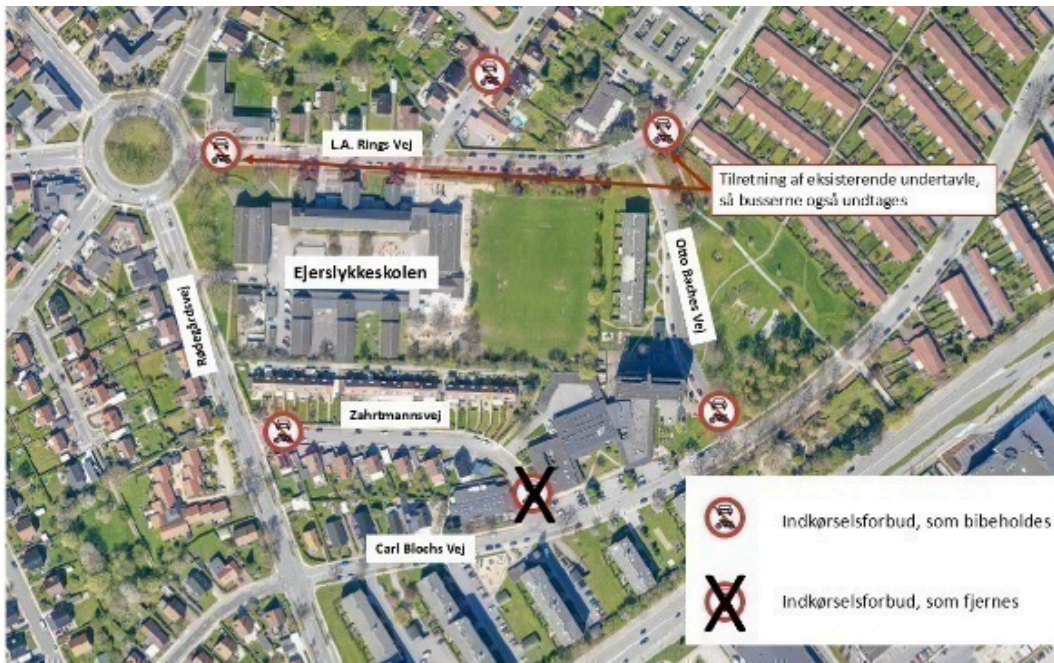 L.A. Rings Vej
Tilretning af eksisterende undertavle,
så busserne også undtages
Ejerslykkeskolen
Otto Baches Vej
Rødegårdsvej
Zahrtmannsvej
Carl Blochs Vej
Indkørselsforbud, som bibeholdes
Indkørselsforbud, som fjernes